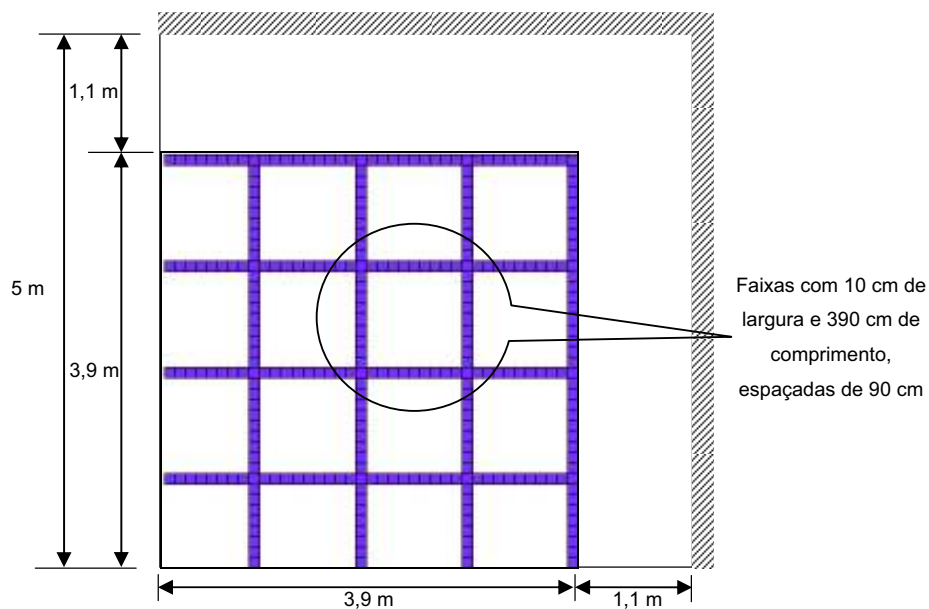 1,1 m
5 m
3,9 m
Faixas com 10 cm de
largura e 390 cm de
comprimento,
espaçadas de 90 cm
3,9 m
1,1 m